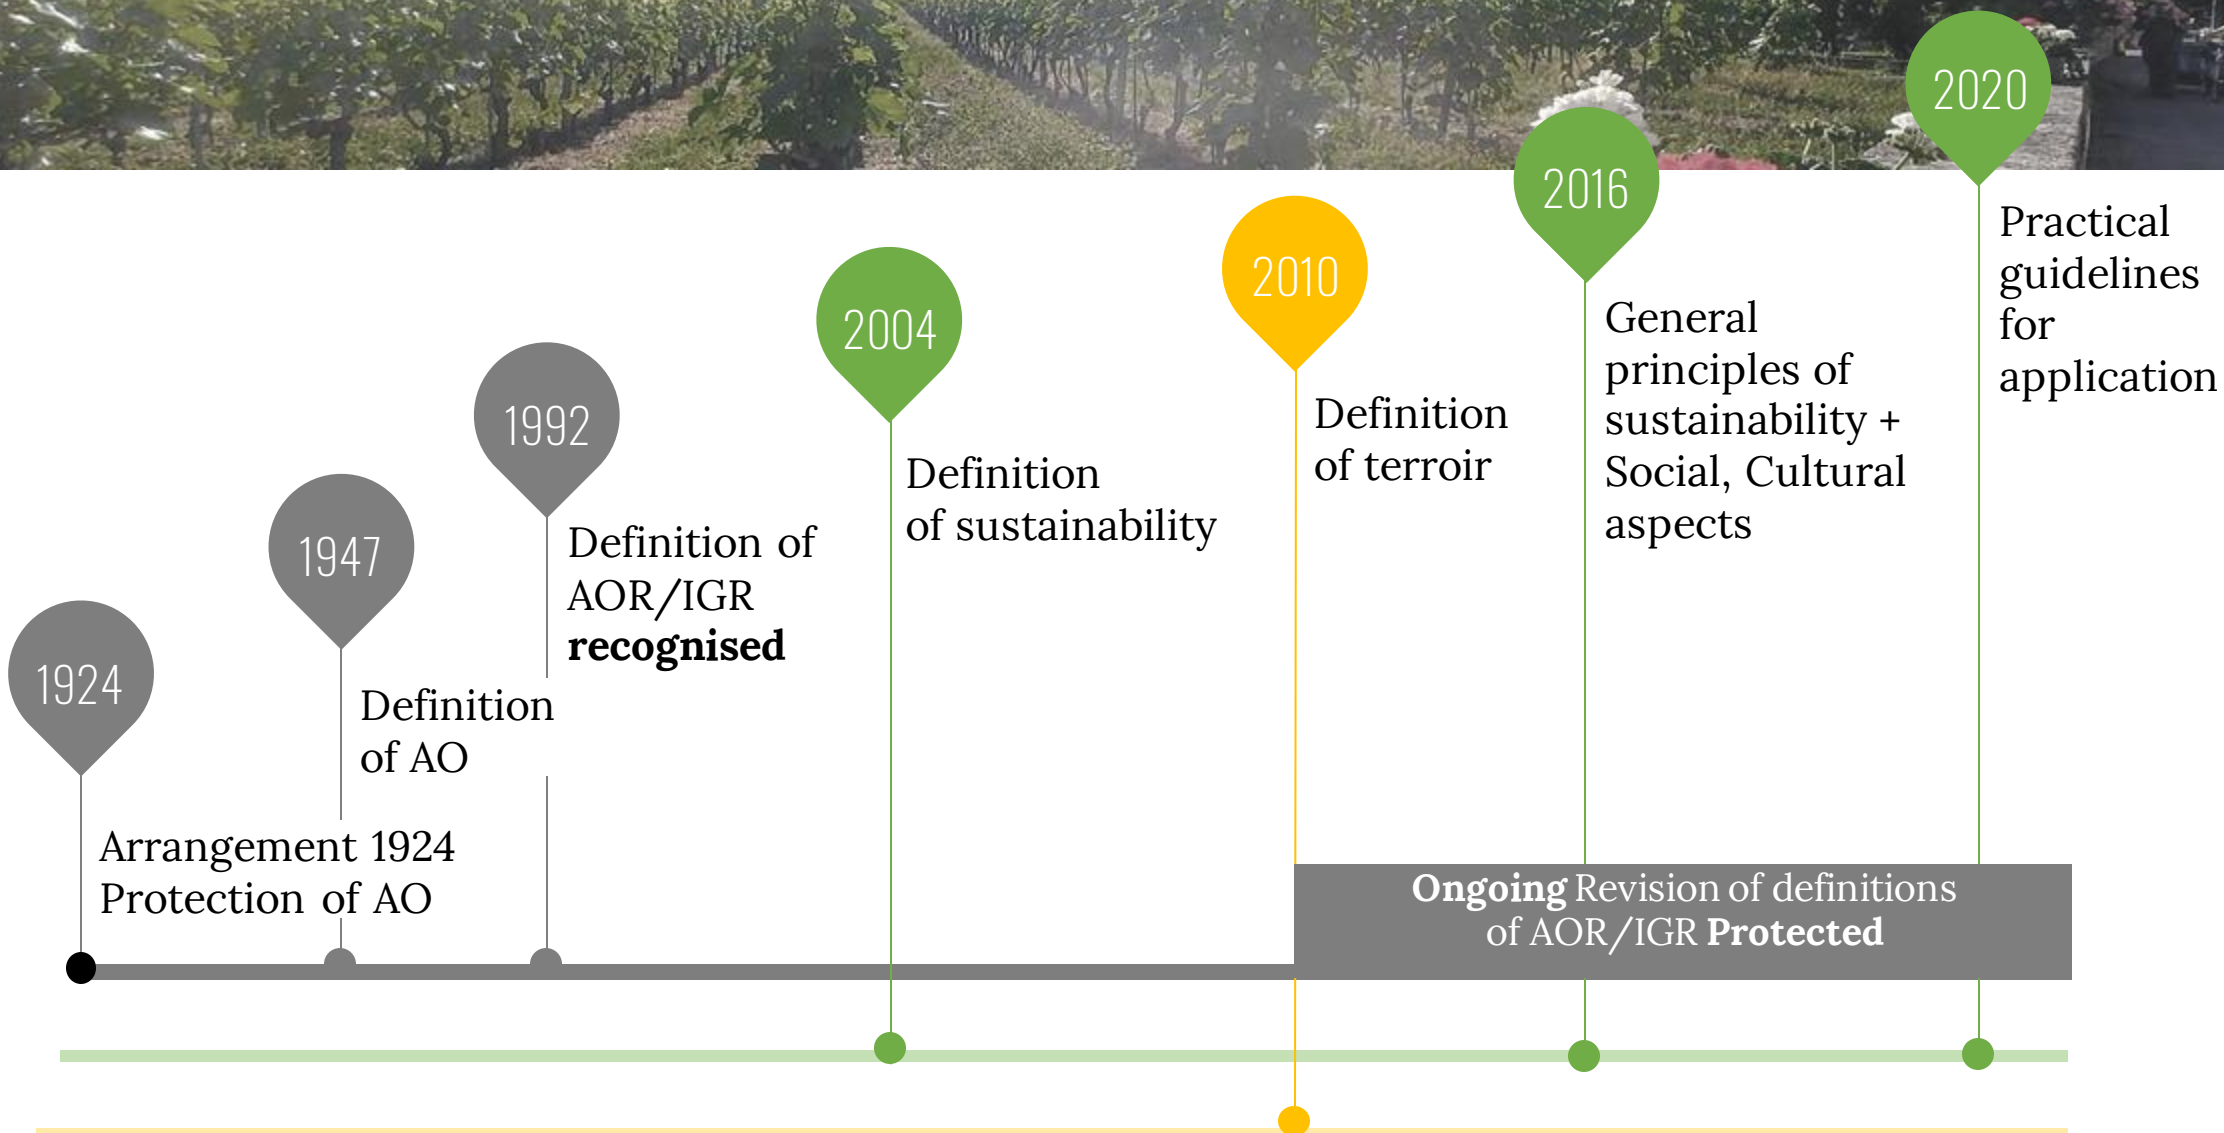 1924
Arrangement 1924
Protection of AO
1947
Definition
of AO
1992
Definition of
AOR/IGR
recognised
2004
Definition
of sustainability
2010
Definition
of terroir
2016
General
principles of
sustainability +
Social, Cultural
aspects
2020
Practical
guidelines
for
application
Ongoing Revision of definitions
of AOR/IGR Protected